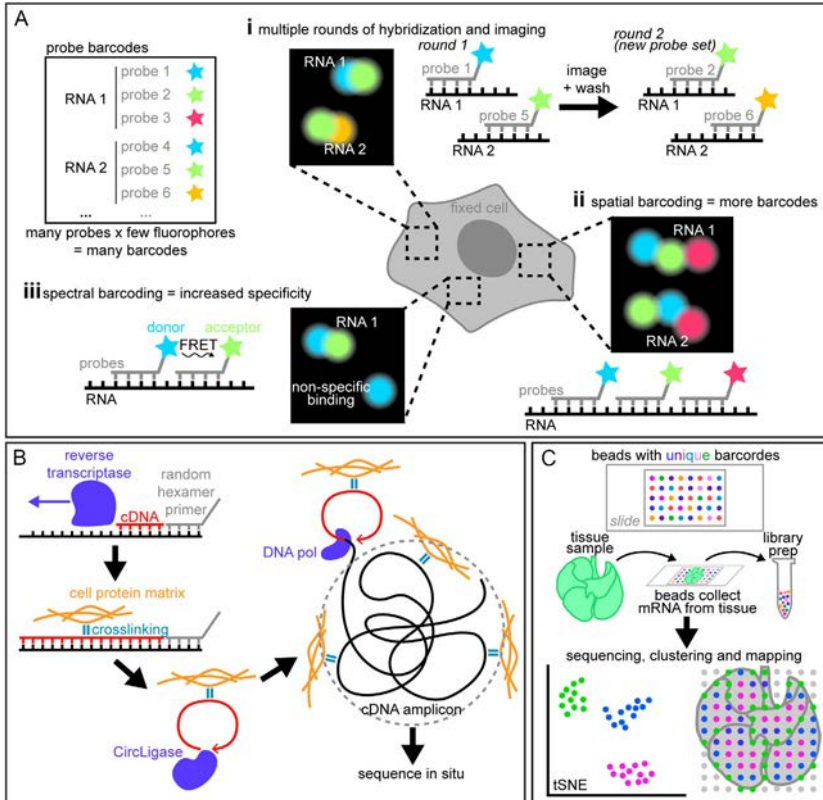 A
probe barcodes
RNA 1
probe 1
probe 2
probe 3
RNA 2
probe 4
probe 5
probe 6
... ...
many probes x few fluorophores
= many barcodes
i multiple rounds of hybridization and imaging
RNA 1
RNA 2
round 1
probe 1
RNA 1
probe 5
RNA 2
image
+ wash
round 2
(new probe set)
probe 2
RNA 1
probe 6
RNA 2
fixed cell
ii spatial barcoding = more barcodes
RNA 1
RNA 2
probes
RNA
iii spectral barcoding = increased specificity
donor acceptor
FRET
probes
RNA
RNA 1
non-specific
binding
B
reverse
transcriptase
random
hexamer
primer
cDNA
cell protein matrix
crosslinking
CircLigase
DNA pol
cDNA amplicon
sequence in situ
C
beads with unique barcordes
slide
tissue
sample
library
prep
beads collect
mRNA from tissue
sequencing, clustering and mapping
tSNE